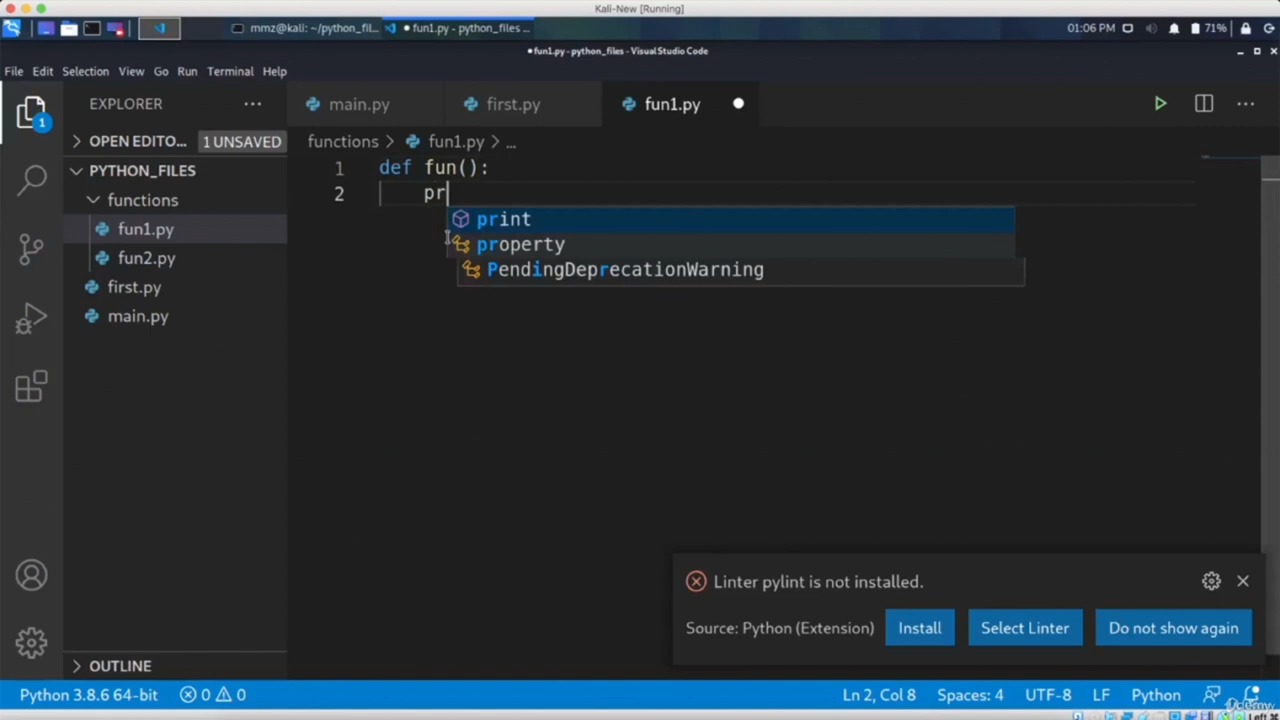 Kali-New [Running]
mmz@kali: ~/python_fil...
fun1.py - python_files ...
01:06 PM
71%
fun1.py - python_files - Visual Studio Code
File Edit Selection View Go Run Terminal Help
EXPLORER
main.py
first.py
fun1.py
1
OPEN EDITO...
1 UNSAVED
functions > fun1.py > ...
PYTHON_FILES
functions
fun1.py
fun2.py
first.py
main.py
1 def fun():
2 pr
print
property
PendingDeprecationWarning
Linter pylint is not installed.
Source: Python (Extension)
Install
Select Linter
Do not show again
OUTLINE
Python 3.8.6 64-bit
0
0
Ln 2, Col 8
Spaces: 4
UTF-8
LF
Python
Udemy